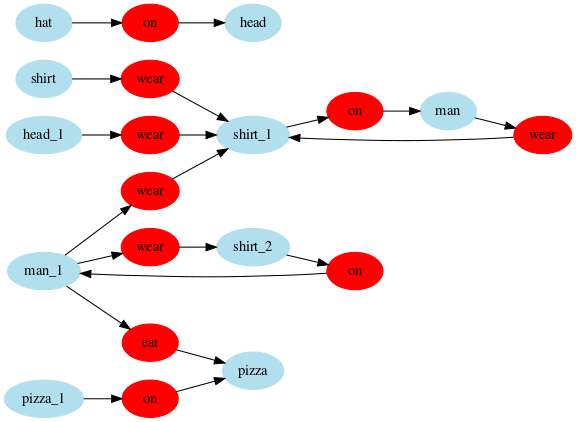 hat on head
shirt wear
head_1 wear shirt_1 on man wear
wear
man_1 wear shirt_2 on
eat
pizza_1 on pizza